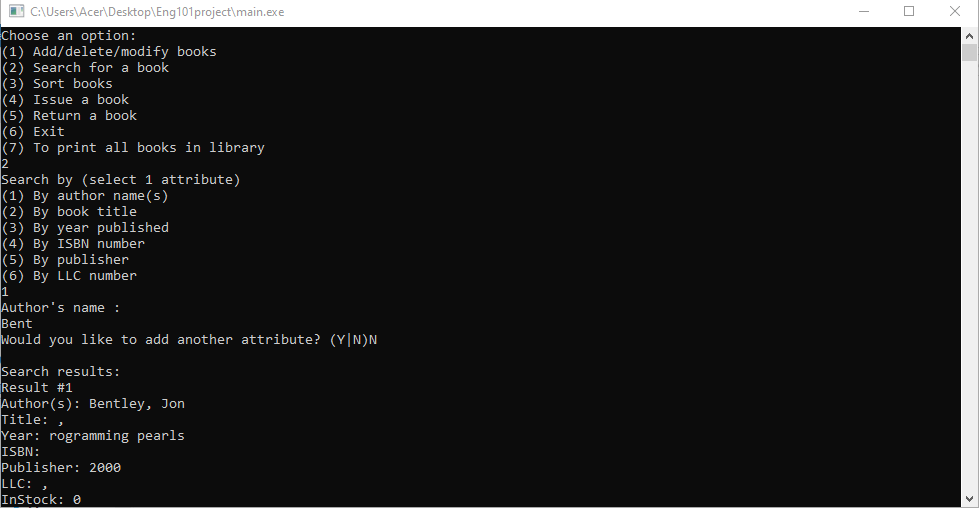 C:\Users\Acer\Desktop\Eng101project\main.exe
Choose an option:
(1) Add/delete/modify books
(2) Search for a book
(3) Sort books
(4) Issue a book
(5) Return a book
(6) Exit
(7) To print all books in library
2
Search by (select 1 attribute)
(1) By author name(s)
(2) By book title
(3) By year published
(4) By ISBN number
(5) By publisher
(6) By LLC number
1
Author's name :
Bent
Would you like to add another attribute? (Y|N)N
Search results:
Result #1
Author(s): Bentley, Jon
Title: ,
Year: rogramming pearls
ISBN:
Publisher: 2000
LLC: ,
InStock: 0